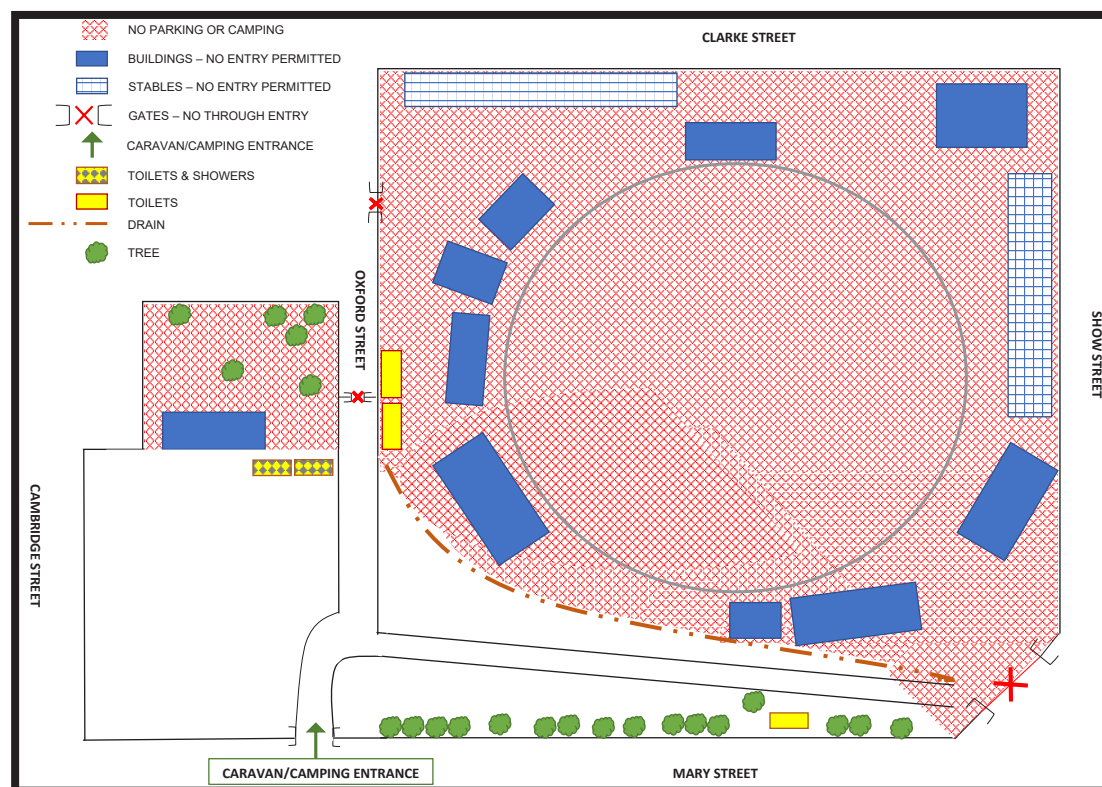 NO PARKING OR CAMPING
BUILDINGS – NO ENTRY PERMITTED
STABLES – NO ENTRY PERMITTED
GATES – NO THROUGH ENTRY
CARAVAN/CAMPING ENTRANCE
TOILETS & SHOWERS
TOILETS
DRAIN
TREE
CLARKE STREET
OXFORD STREET
SHOW STREET
CAMBRIDGE STREET
CARAVAN/CAMPING ENTRANCE
MARY STREET